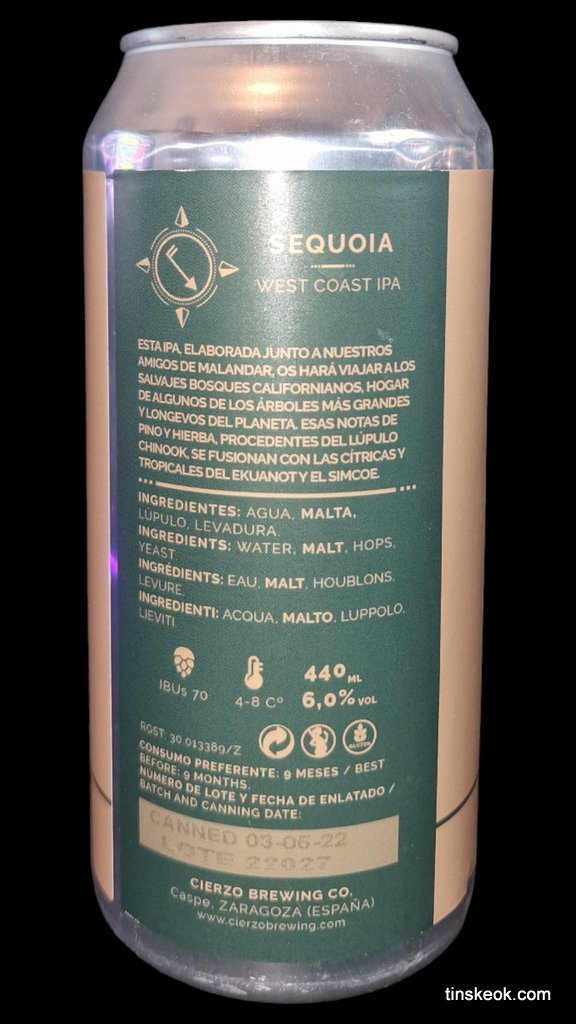 SEQUOIA
WEST COAST IPA
ESTA IPA, ELABORADA JUNTO A NUESTROS
AMIGOS DE MALANDAR, OS HARÁ VIAJAR A LOS
SALVAJES BOSQUES CALIFORNIANOS, HOGAR
DE ALGUNOS DE LOS ÁRBOLES MÁS GRANDES
Y LONGEVOS DEL PLANETA. ESAS NOTAS DE
PINO Y HIERBA, PROCEDENTES DEL LÚPULO
CHINOOK, SE FUSIONAN CON LAS CÍTRICAS Y
TROPICALES DEL EKUANOT Y EL SIMCOE.
INGREDIENTES: AGUA, MALTA,
LÚPULO, LEVADURA.
INGREDIENTS: WATER, MALT, HOPS,
YEAST
INGRÉDIENTS: EAU, MALT, HOUBLONS,
LEVURE.
INGREDIENTI: ACQUA, MALTO, LUPPOLO,
LIEVITI
IBUs 70
4-8 Cº
440 ML
6,0% VOL
GLUTEN
RGST: 30.013389/Z
CONSUMO PREFERENTE: 9 MESES / BEST
BEFORE: 9 MONTHS.
NÚMERO DE LOTE Y FECHA DE ENLATADO /
BATCH AND CANNING DATE:
CANNED 03-05-22
LOTE 22027
CIERZO BREWING CO.
Caspe, ZARAGOZA (ESPAÑA)
www.cierzobrewing.com
tinskeok.com